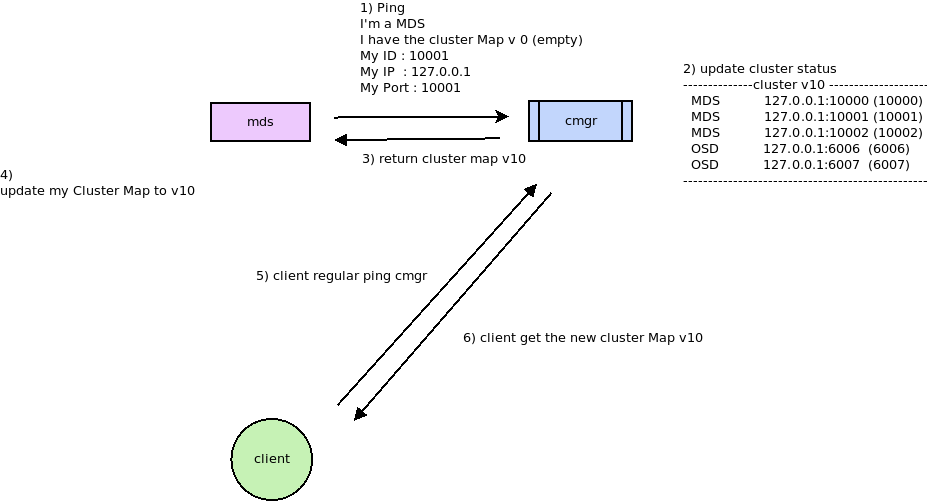 1) Ping
I'm a MDS
I have the cluster Map v 0 (empty)
My ID : 10001
My IP  : 127.0.0.1
My Port : 10001
mds
cmgr
2) update cluster status
--------------cluster v10 --------------------
MDS 127.0.0.1:10000 (10000)
MDS 127.0.0.1:10001 (10001)
MDS 127.0.0.1:10002 (10002)
OSD 127.0.0.1:6006  (6006)
OSD 127.0.0.1:6007  (6007)
-------------------------------------------------
3) return cluster map v10
4)
update my Cluster Map to v10
5) client regular ping cmgr
6) client get the new cluster Map v10
client